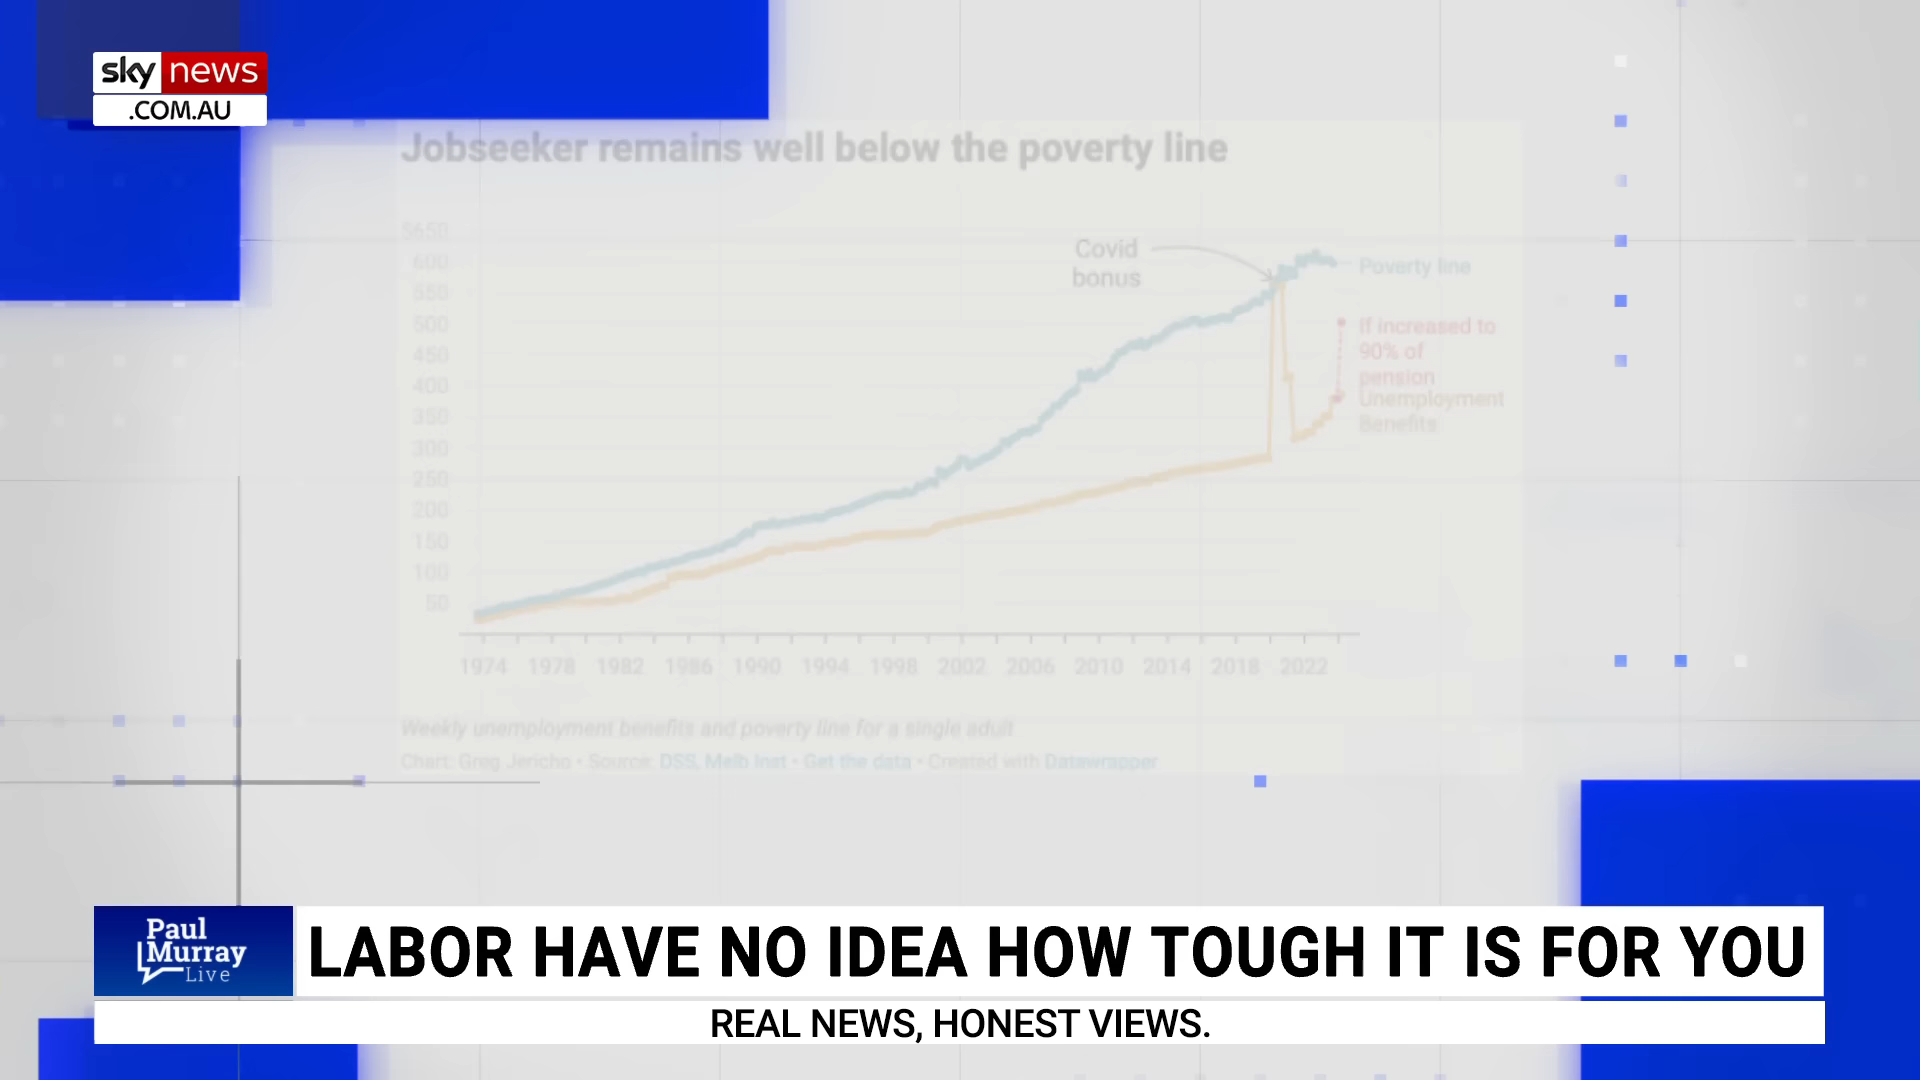 sky news
.COM.AU
Jobseeker remains well below the poverty line
$650
600
550
500
450
400
350
300
250
200
150
100
50
Covid
bonus
Poverty line
If increased to
90% of
pension
Unemployment
Benefits
1974 1978 1982 1986 1990 1994 1998 2002 2006 2010 2014 2018 2022
Weekly unemployment benefits and poverty line for a single adult
Chart: Greg Jericho • Source: DSS, Melb Inst • Get the data • Created with Datawrapper
Paul
Murray
Live
LABOR HAVE NO IDEA HOW TOUGH IT IS FOR YOU
REAL NEWS, HONEST VIEWS.